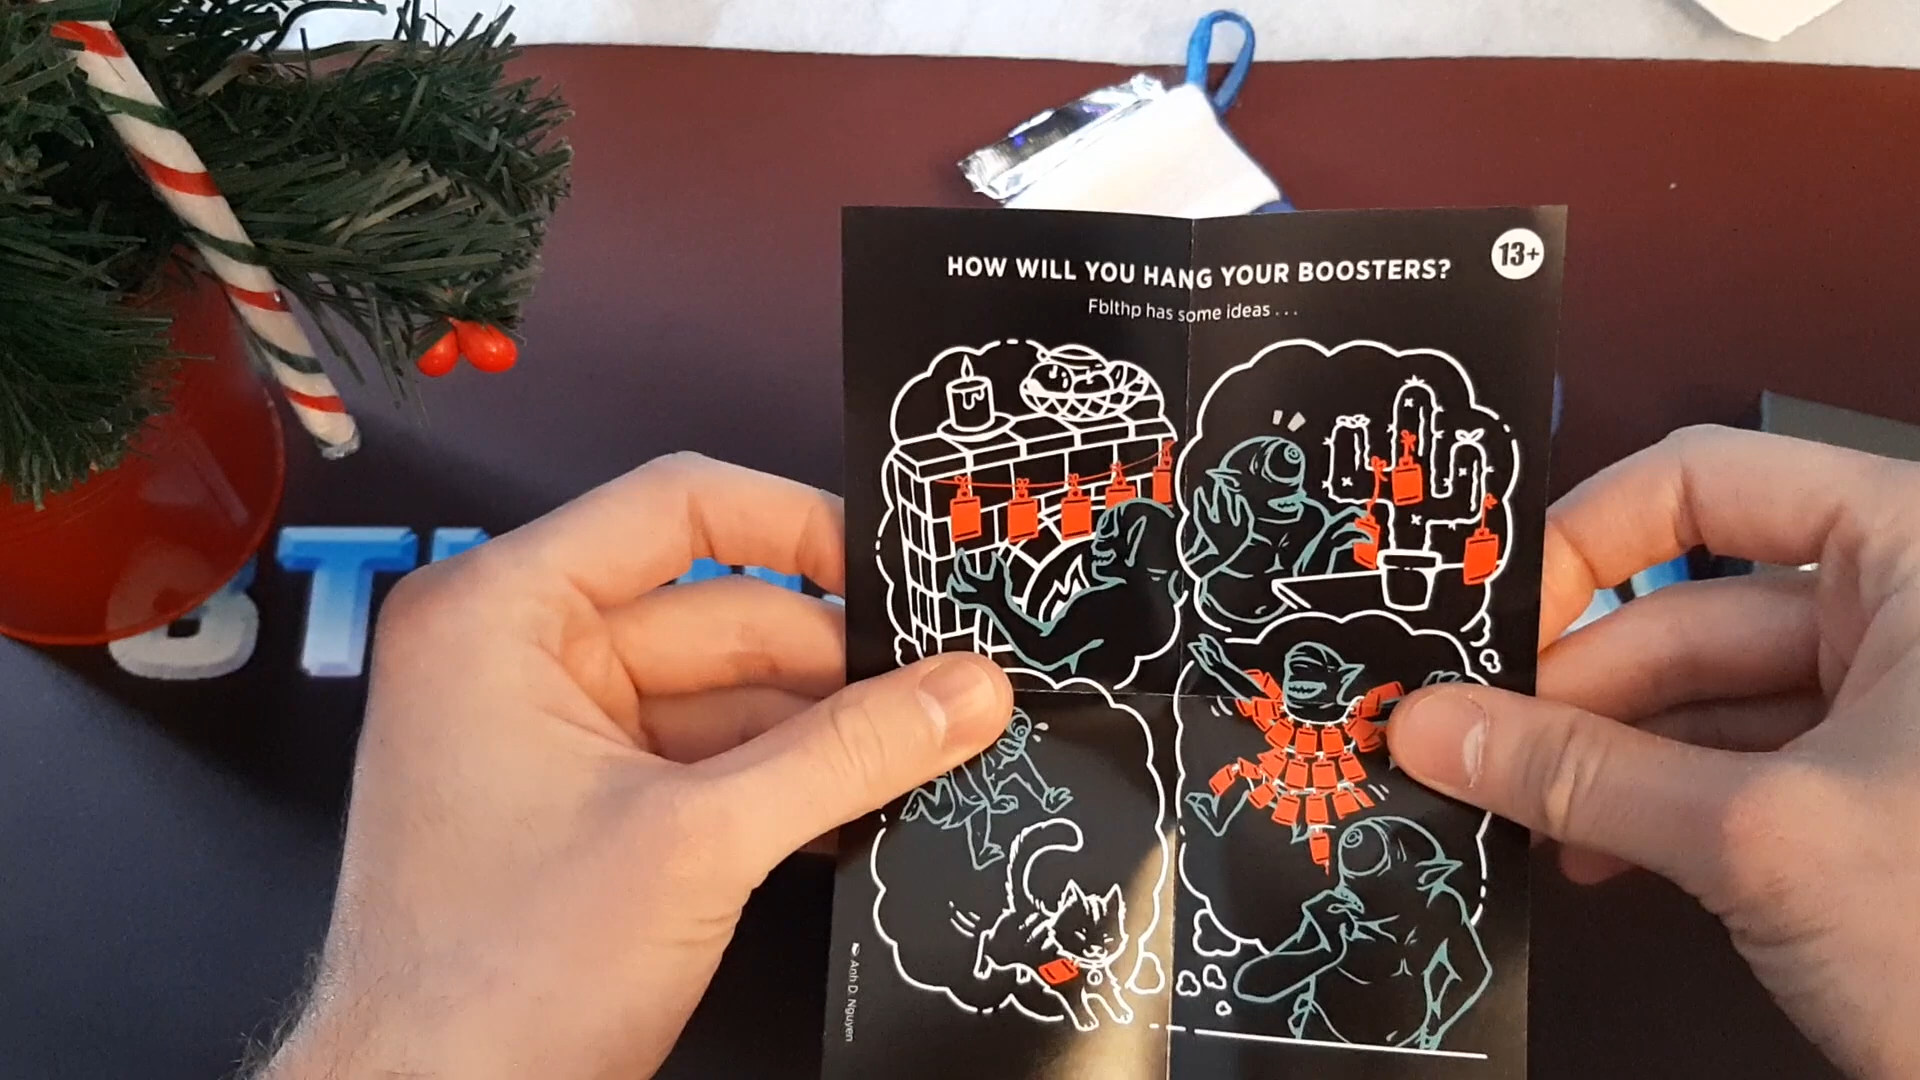 HOW WILL YOU HANG YOUR BOOSTERS?
13+
Fblthp has some ideas . . .
Anh D. Nguyen